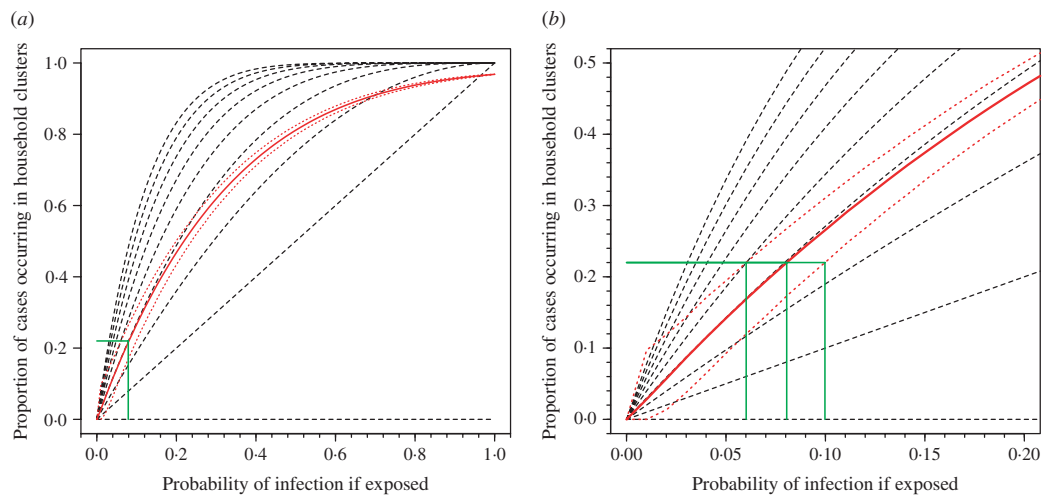 (a)
(b)
Proportion of cases occurring in household clusters
1·0
0·8
0·6
0·4
0·2
0·0
0·0 0·2 0·4 0·6 0·8 1·0
Probability of infection if exposed
Proportion of cases occurring in household clusters
0·5
0·4
0·3
0·2
0·1
0·0
0·00 0·05 0·10 0·15 0·20
Probability of infection if exposed